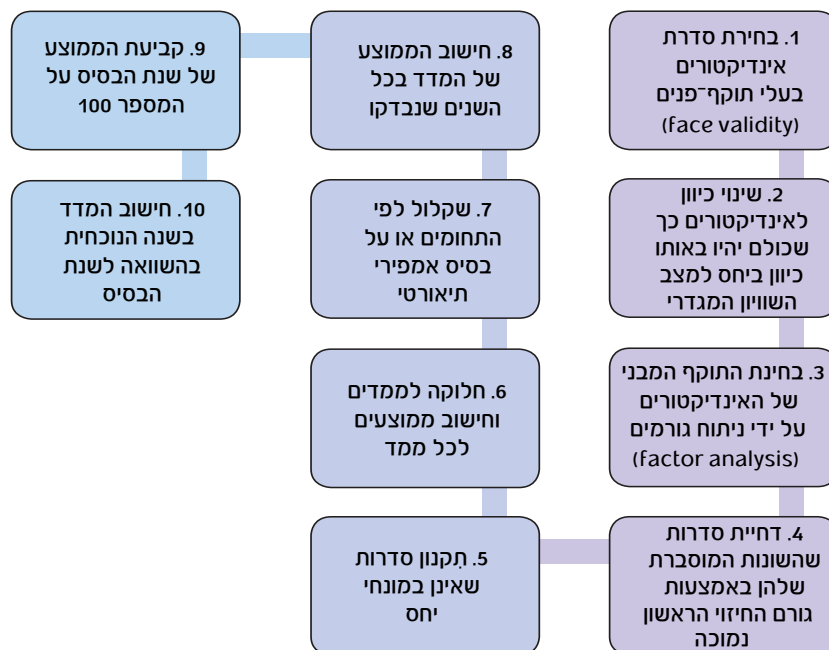 1. בחירת סדרת
אינדיקטורים
בעלי תוקף־פנים
(face validity)
2. שינוי כיוון
לאינדיקטורים כך
שכולם יהיו באותו
כיוון ביחס למצב
השוויון המגדרי
3. בחינת התוקף המבני
של האינדיקטורים
על ידי ניתוח גורמים
(factor analysis)
4. דחיית סדרות
שהשונות המוסברת
שלהן באמצעות
גורם החיזוי הראשון
נמוכה
5. תִקנון סדרות
שאינן במונחי
יחס
6. חלוקה לממדים
וחישוב ממוצעים
לכל ממד
7. שקלול לפי
התחומים או על
בסיס אמפירי
תיאורטי
8. חישוב הממוצע
של המדד בכל
השנים שנבדקו
9. קביעת הממוצע
של שנת הבסיס על
המספר 100
10. חישוב המדד
בשנה הנוכחית
בהשוואה לשנת
הבסיס